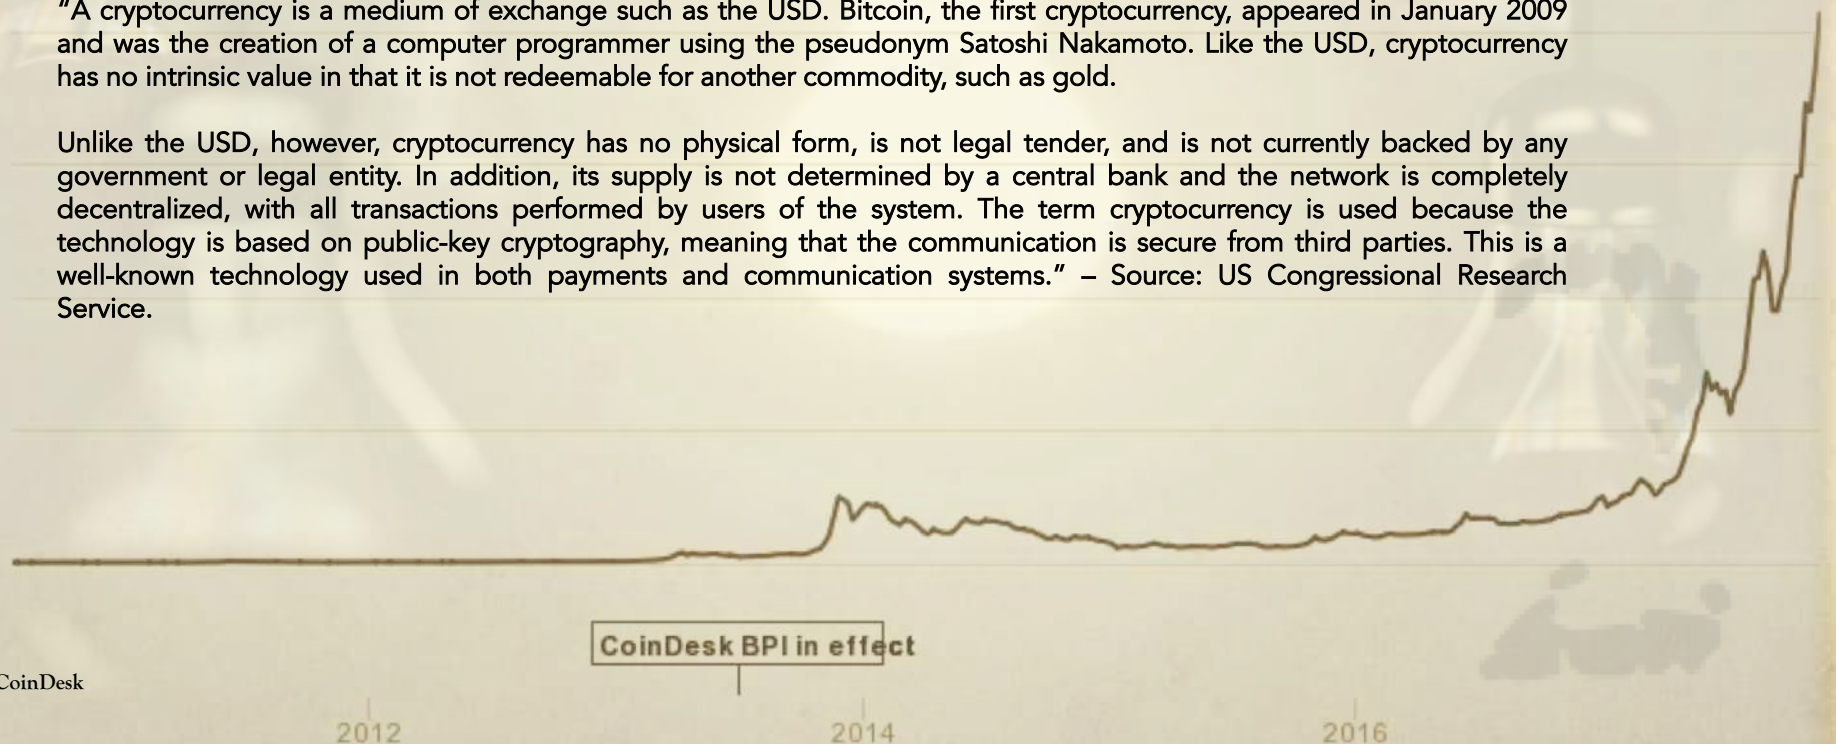 "A cryptocurrency is a medium of exchange such as the USD. Bitcoin, the first cryptocurrency, appeared in January 2009
and was the creation of a computer programmer using the pseudonym Satoshi Nakamoto. Like the USD, cryptocurrency
has no intrinsic value in that it is not redeemable for another commodity, such as gold.
Unlike the USD, however, cryptocurrency has no physical form, is not legal tender, and is not currently backed by any
government or legal entity. In addition, its supply is not determined by a central bank and the network is completely
decentralized, with all transactions performed by users of the system. The term cryptocurrency is used because the
technology is based on public-key cryptography, meaning that the communication is secure from third parties. This is a
well-known technology used in both payments and communication systems." – Source: US Congressional Research
Service.
CoinDesk BPI in effect
CoinDesk
2012
2014
2016